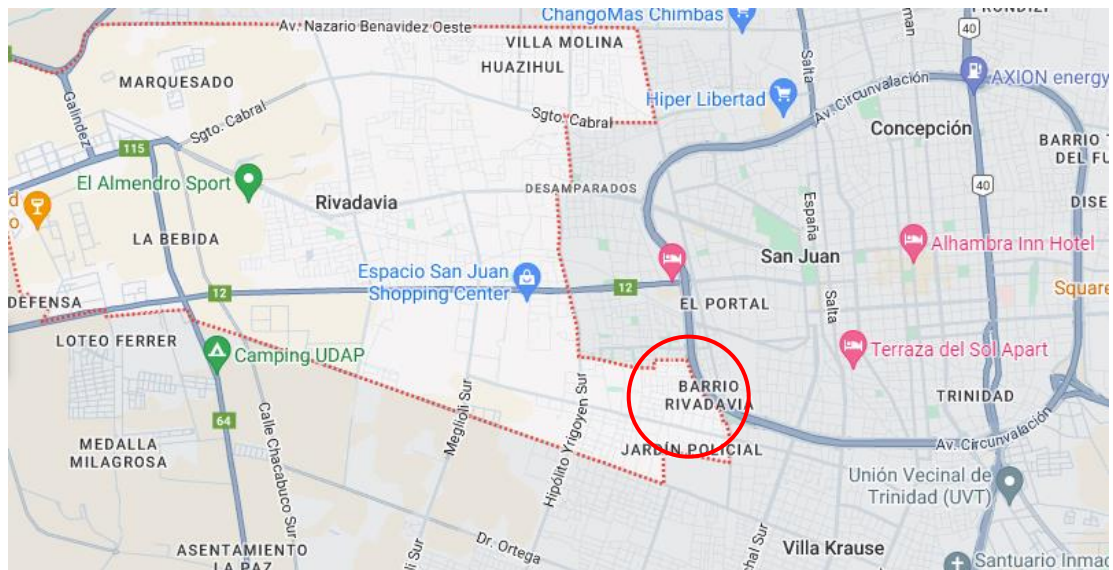 ChangoMas Chimbas
Av. Nazario Benavidez Oeste
VILLA MOLINA
HUAZIHUL
40
MARQUESADO
Salta
AXION energy
Galindez
Sgto. Cabral
Hiper Libertad
Av. Circunvalación
Sgto. Cabral
Concepción
115
BARRIO
El Almendro Sport
DESAMPARADOS
40
Rivadavia
España
DISE
LA BEBIDA
San Juan
Alhambra Inn Hotel
Espacio San Juan
Shopping Center
DEFENSA
12
12
EL PORTAL
Salta
Square
LOTEO FERRER
Camping UDAP
Terraza del Sol Apart
BARRIO
RIVADAVIA
TRINIDAD
64
Meglioli Sur
Hipólito Yrigoyen Sur
Calle Chacabuco Sur
MEDALLA
MILAGROSA
JARDÍN POLICIAL
Av. Circunvalación
Unión Vecinal de
Trinidad (UVT)
Dr. Ortega
ASENTAMIENTO
LA PAZ
Villa Krause
Santuario Inmac